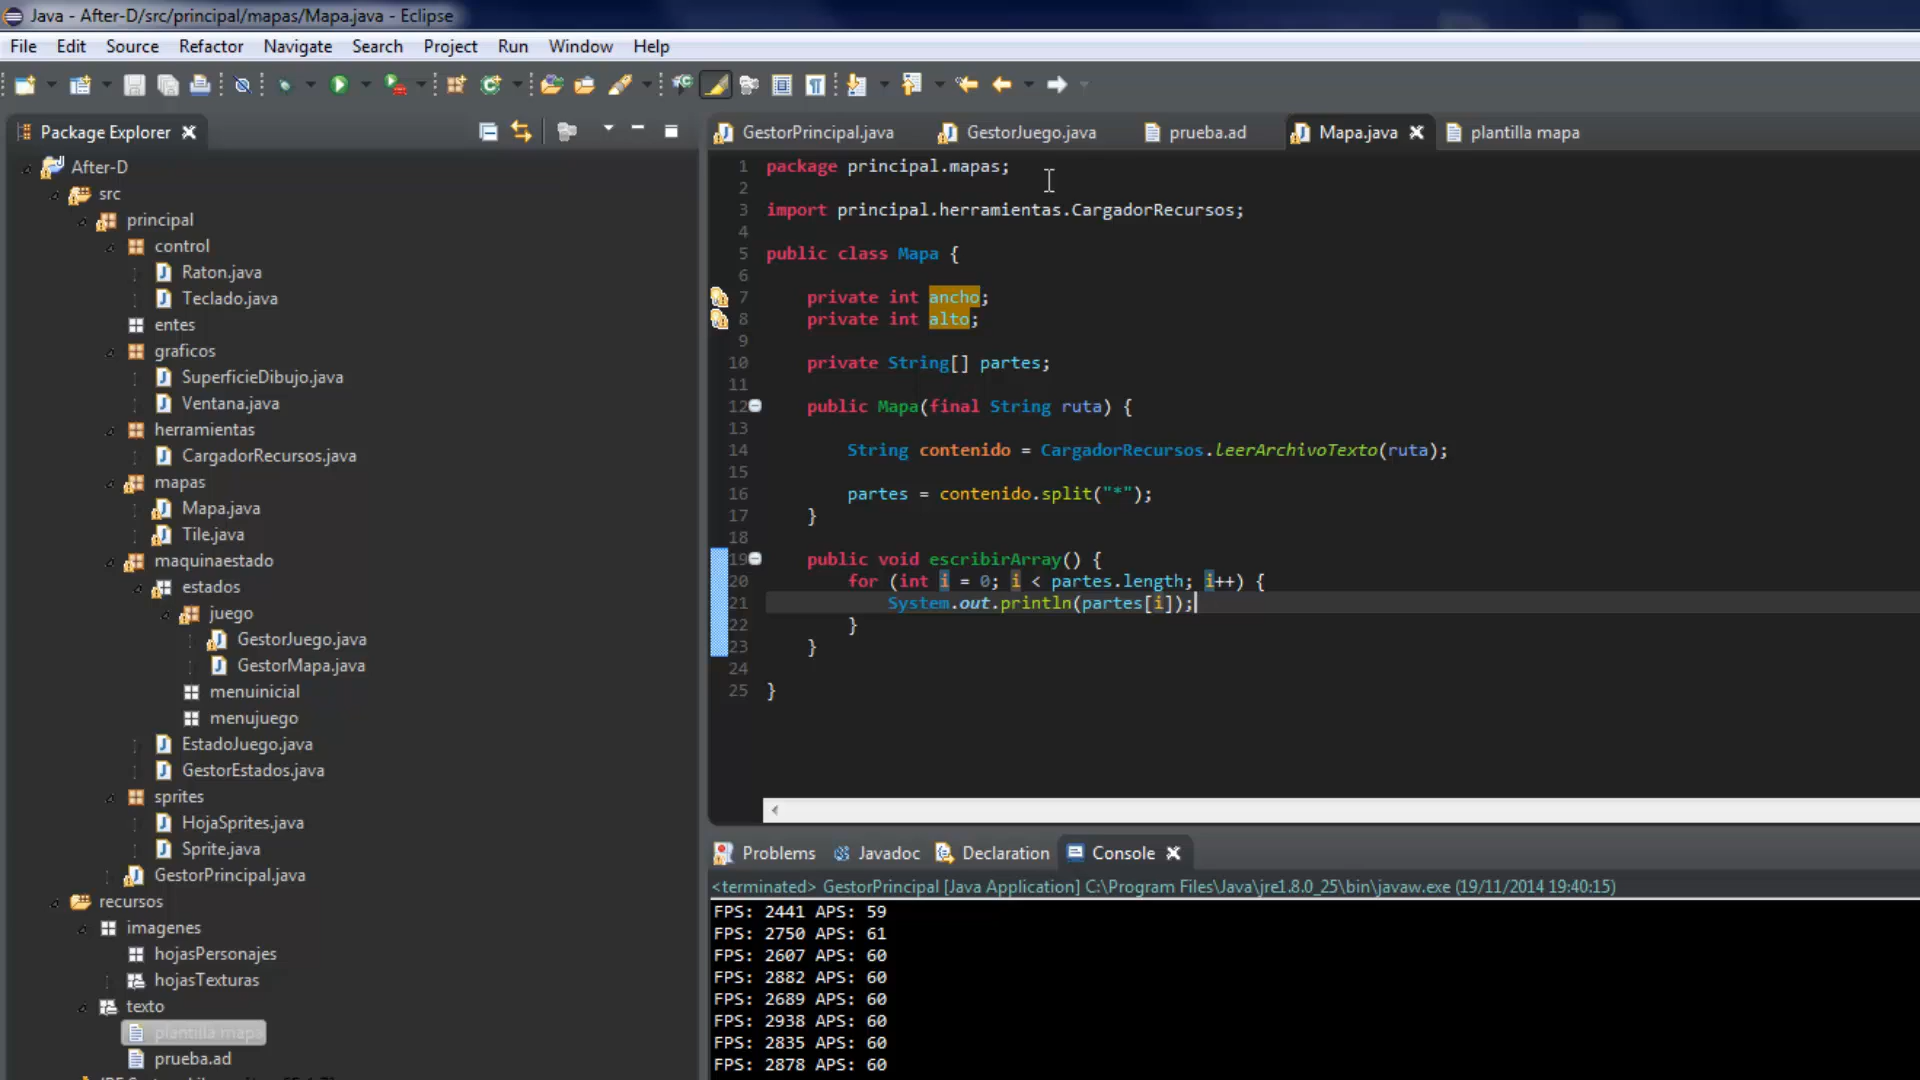 Java - After-D/src/principal/mapas/Mapa.java - Eclipse
File Edit Source Refactor Navigate Search Project Run Window Help
Package Explorer
After-D
src
principal
control
Raton.java
Teclado.java
entes
graficos
SuperficieDibujo.java
Ventana.java
herramientas
CargadorRecursos.java
mapas
Mapa.java
Tile.java
maquinaestado
estados
juego
GestorJuego.java
GestorMapa.java
menuinicial
menujuego
EstadoJuego.java
GestorEstados.java
sprites
HojaSprites.java
Sprite.java
GestorPrincipal.java
recursos
imagenes
hojasPersonajes
hojasTexturas
texto
plantilla mapa
prueba.ad
GestorPrincipal.java GestorJuego.java prueba.ad Mapa.java plantilla mapa
1 package principal.mapas;
2
3 import principal.herramientas.CargadorRecursos;
4
5 public class Mapa {
6
7 private int ancho;
8 private int alto;
9
10 private String[] partes;
11
12 public Mapa(final String ruta) {
13
14 String contenido = CargadorRecursos.leerArchivoTexto(ruta);
15
16 partes = contenido.split("*");
17 }
18
19 public void escribirArray() {
20 for (int i = 0; i < partes.length; i++) {
21 System.out.println(partes[i]);
22 }
23 }
24
25 }
Problems Javadoc Declaration Console
<terminated> GestorPrincipal [Java Application] C:\Program Files\Java\jre1.8.0_25\bin\javaw.exe (19/11/2014 19:40:15)
FPS: 2441 APS: 59
FPS: 2750 APS: 61
FPS: 2607 APS: 60
FPS: 2882 APS: 60
FPS: 2689 APS: 60
FPS: 2938 APS: 60
FPS: 2835 APS: 60
FPS: 2878 APS: 60